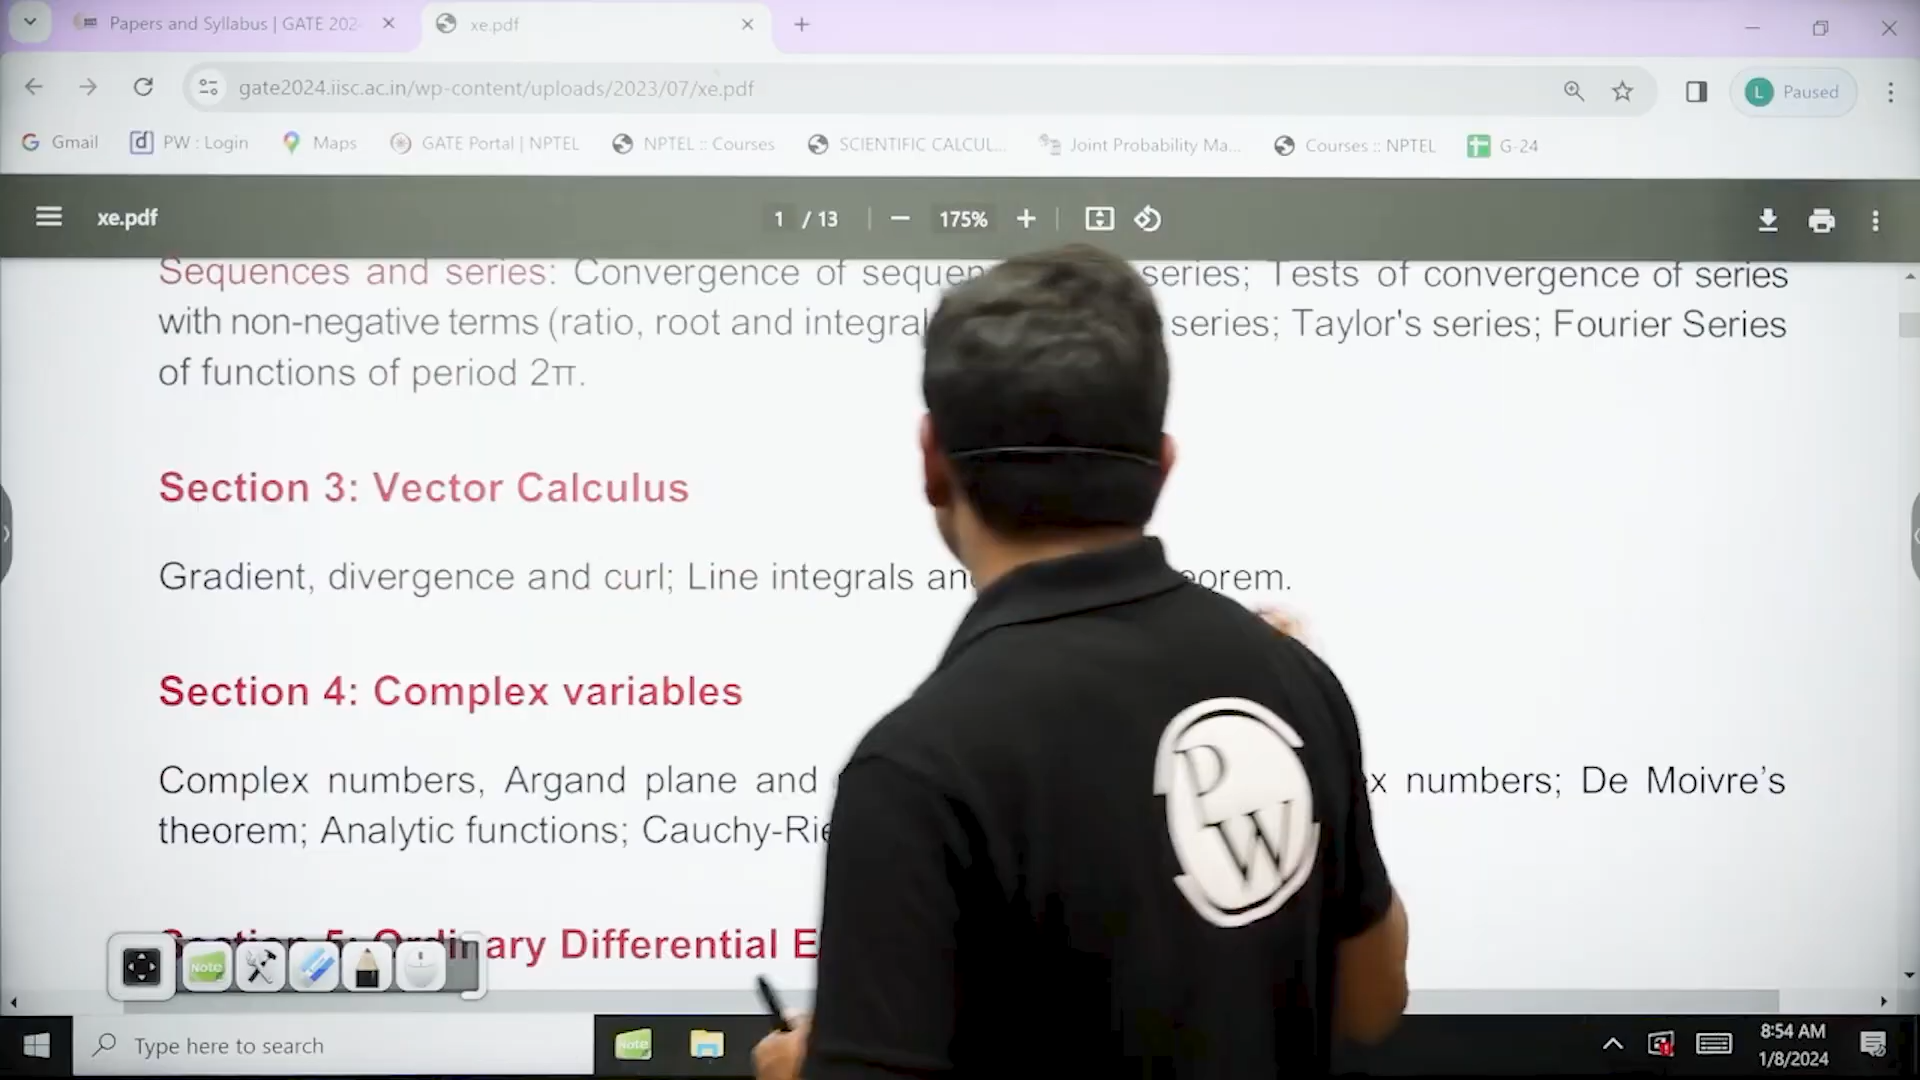 Papers and Syllabus | GATE 202
xe.pdf
gate2024.iisc.ac.in/wp-content/uploads/2023/07/xe.pdf
L Paused
Gmail
PW : Login
Maps
GATE Portal | NPTEL
NPTEL :: Courses
SCIENTIFIC CALCUL...
Joint Probability Ma...
Courses :: NPTEL
G-24
xe.pdf
1 / 13
175%
Sequences and series: Convergence of sequen series; Tests of convergence of series
with non-negative terms (ratio, root and integral series; Taylor's series; Fourier Series
of functions of period 2π.
Section 3: Vector Calculus
Gradient, divergence and curl; Line integrals an eorem.
Section 4: Complex variables
Complex numbers, Argand plane and x numbers; De Moivre’s
theorem; Analytic functions; Cauchy-Rie
Section 5: Ordinary Differential E
PW
Note
Type here to search
Note
8:54 AM
1/8/2024